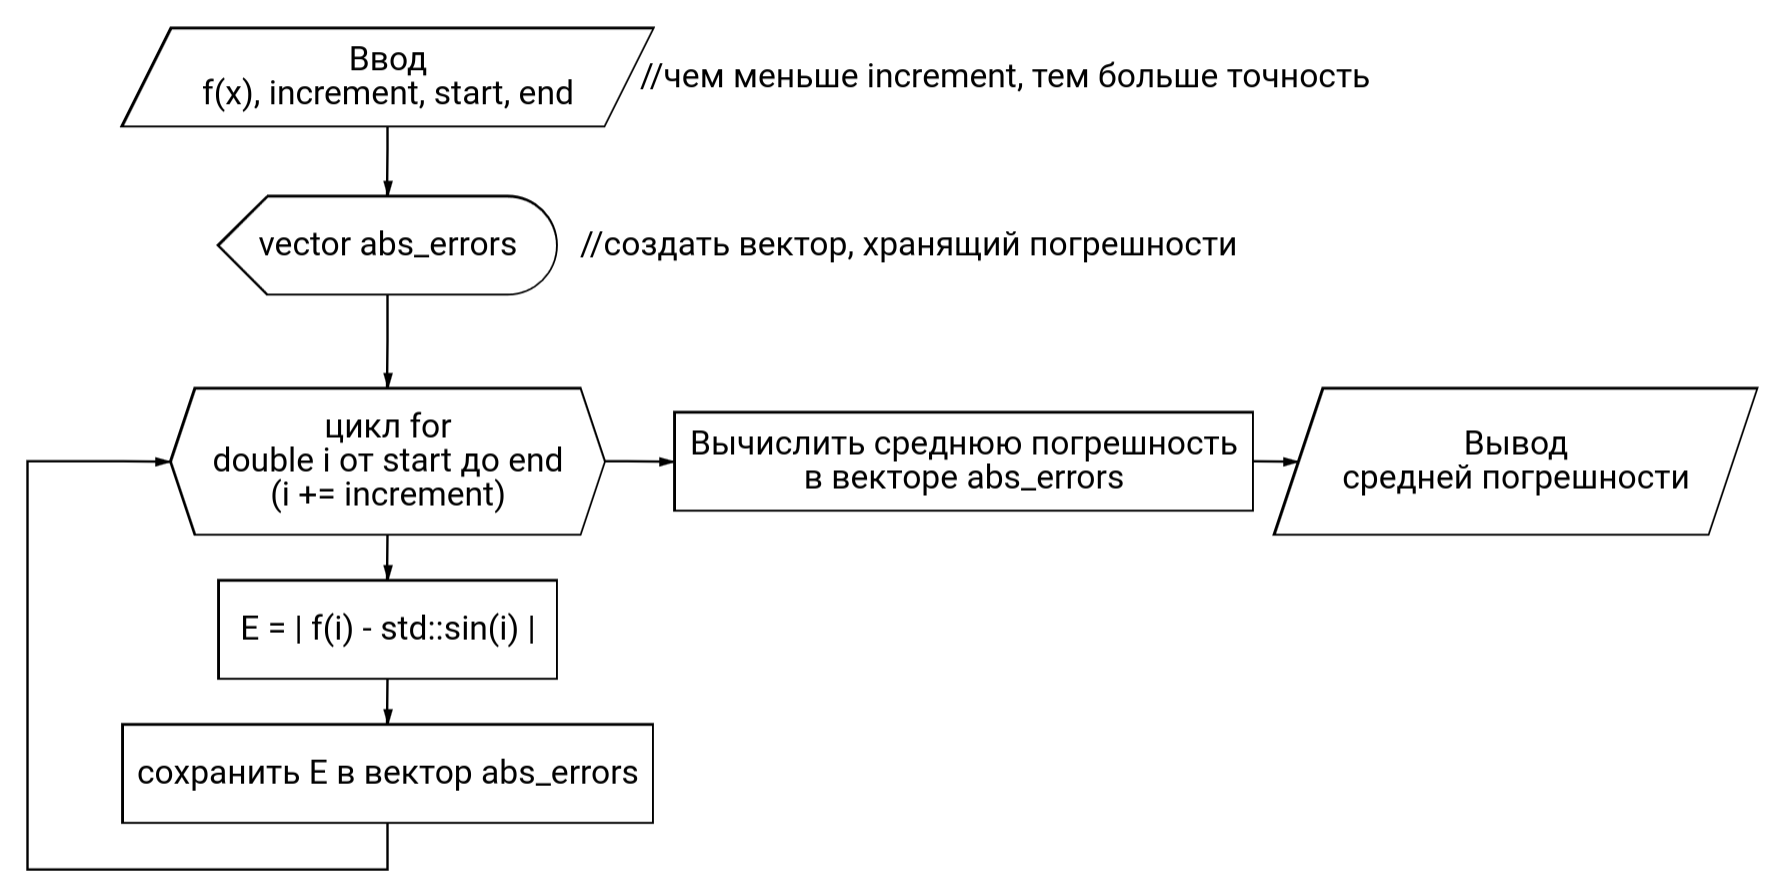 Ввод
f(x), increment, start, end
//чем меньше increment, тем больше точность
vector abs_errors
//создать вектор, хранящий погрешности
цикл for
double i от start до end
(i += increment)
Вычислить среднюю погрешность
в векторе abs_errors
Вывод
средней погрешности
E = | f(i) - std::sin(i) |
сохранить E в вектор abs_errors